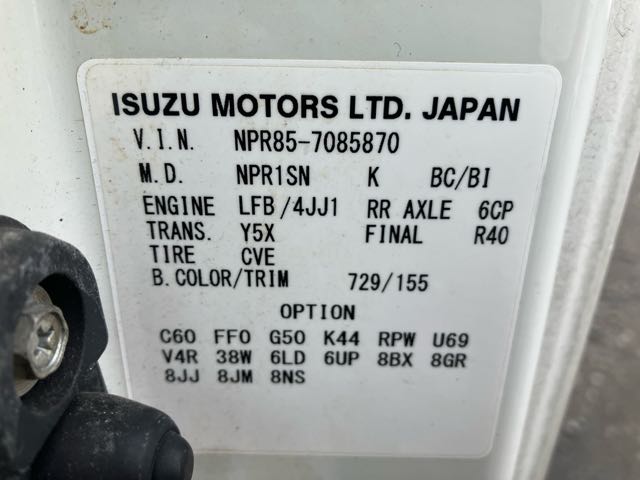 ISUZU MOTORS LTD. JAPAN
V.I.N. NPR85-7085870
M.D. NPR1SN K BC/BI
ENGINE LFB/4JJ1 RR AXLE 6CP
TRANS. Y5X FINAL R40
TIRE CVE
B.COLOR/TRIM 729/155
OPTION
C60 FF0 G50 K44 RPW U69
V4R 38W 6LD 6UP 8BX 8GR
8JJ 8JM 8NS